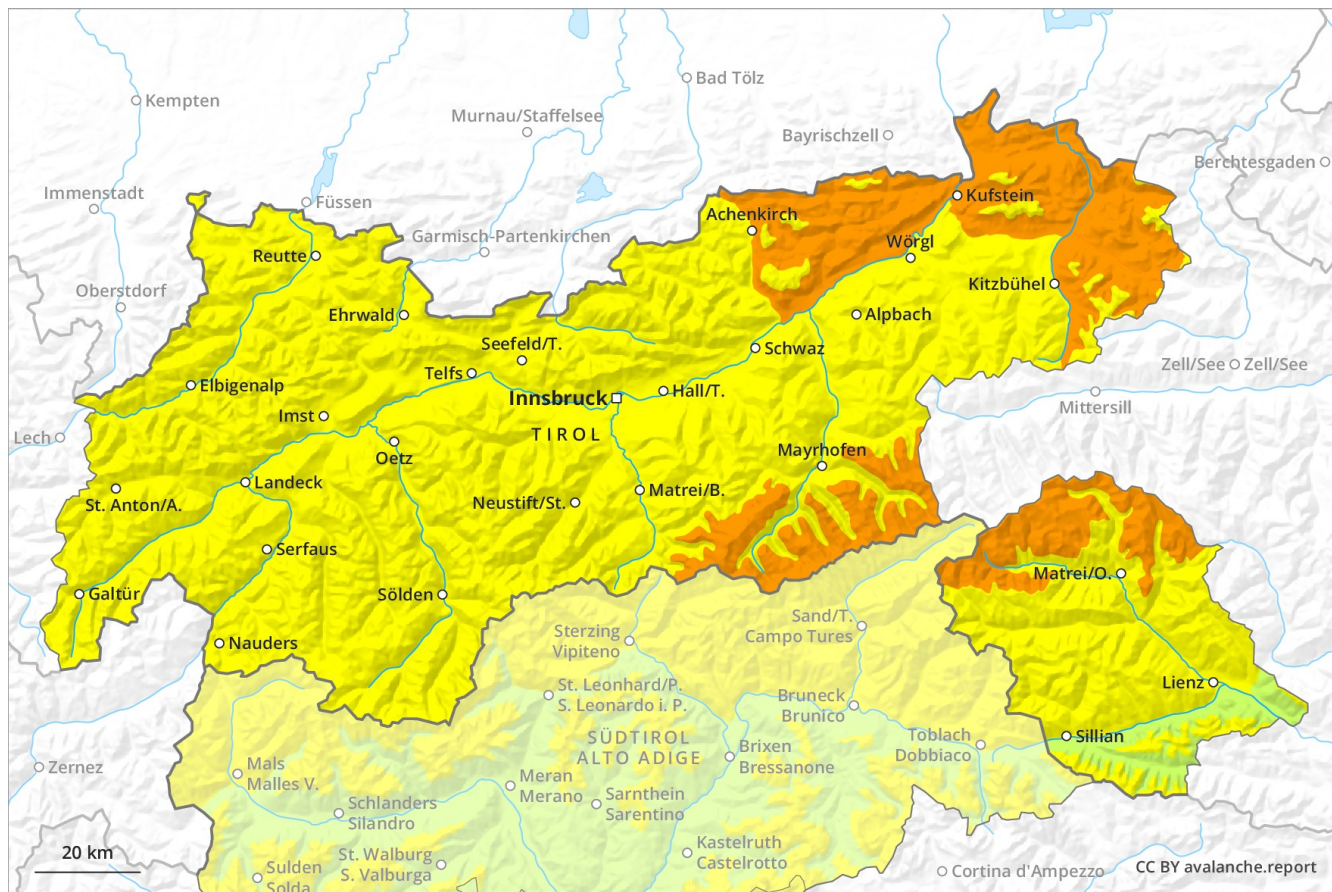 Kempten
Bad Tölz
Murnau/Staffelsee
Bayrischzell
Berchtesgaden
Immenstadt
Füssen
Kufstein
Achenkirch
Garmisch-Partenkirchen
Wörgl
Reutte
Oberstdorf
Kitzbühel
Ehrwald
Alpbach
Seefeld/T.
Schwaz
Zell/See
Zell/See
Telfs
Elbigenalp
Hall/T.
Innsbruck
Mittersill
Imst
Lech
TIROL
Mayrhofen
Oetz
Landeck
St. Anton/A.
Neustift/St.
Matrei/B.
Serfaus
Matrei/O.
Galtür
Sölden
Sand/T.
Campo Tures
Sterzing
Vipiteno
Nauders
Lienz
St. Leonhard/P.
S. Leonardo i. P.
Bruneck
Brunico
Sillian
SÜDTIROL
ALTO ADIGE
Toblach
Dobbiaco
Brixen
Bressanone
Zernez
Mals
Malles V.
Meran
Merano
Sarnthein
Sarentino
Schlanders
Silandro
20 km
St. Walburg
S. Valburga
Kastelruth
Castelrotto
Sulden
Solda
Cortina d'Ampezzo
CC BY avalanche.report